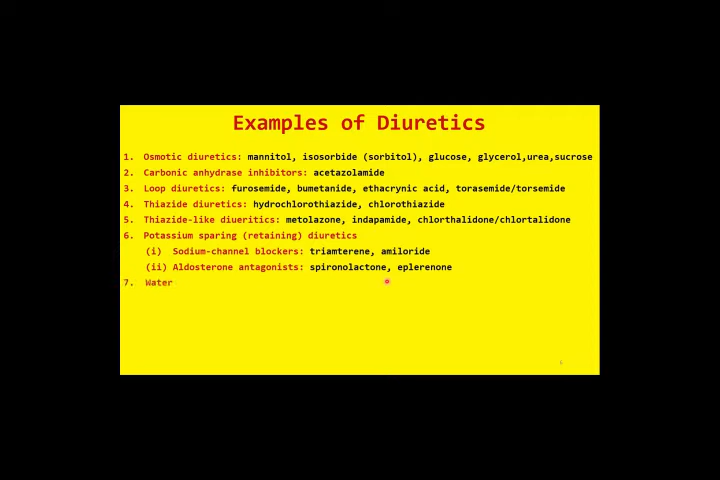 Examples of Diuretics
1. Osmotic diuretics: mannitol, isosorbide (sorbitol), glucose, glycerol,urea,sucrose
2. Carbonic anhydrase inhibitors: acetazolamide
3. Loop diuretics: furosemide, bumetanide, ethacrynic acid, torasemide/torsemide
4. Thiazide diuretics: hydrochlorothiazide, chlorothiazide
5. Thiazide-like diueritics: metolazone, indapamide, chlorthalidone/chlortalidone
6. Potassium sparing (retaining) diuretics
(i) Sodium-channel blockers: triamterene, amiloride
(ii) Aldosterone antagonists: spironolactone, eplerenone
7. Water